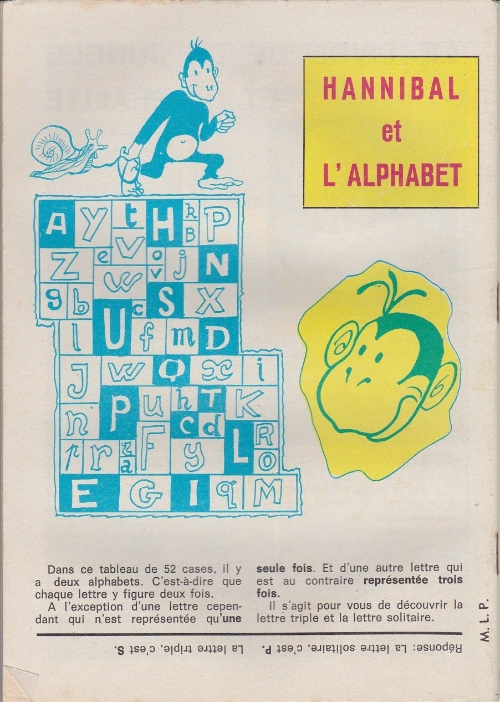 HANNIBAL
et
L'ALPHABET
A y t H k B P
Z e v w o v j N
g b U c S X
l f m D
J w Q x i
n P u h T K
c d
p r z a F y L R O
E G I q M
Dans ce tableau de 52 cases, il y
a deux alphabets. C'est-à-dire que
chaque lettre y figure deux fois.
A l'exception d'une lettre cepen-
dant qui n'est représentée qu'une
seule fois. Et d'une autre lettre qui
est au contraire représentée trois
fois.
Il s'agit pour vous de découvrir la
lettre triple et la lettre solitaire.
Réponse: La lettre solitaire, c'est P. La lettre triple, c'est S.
M. L. P.